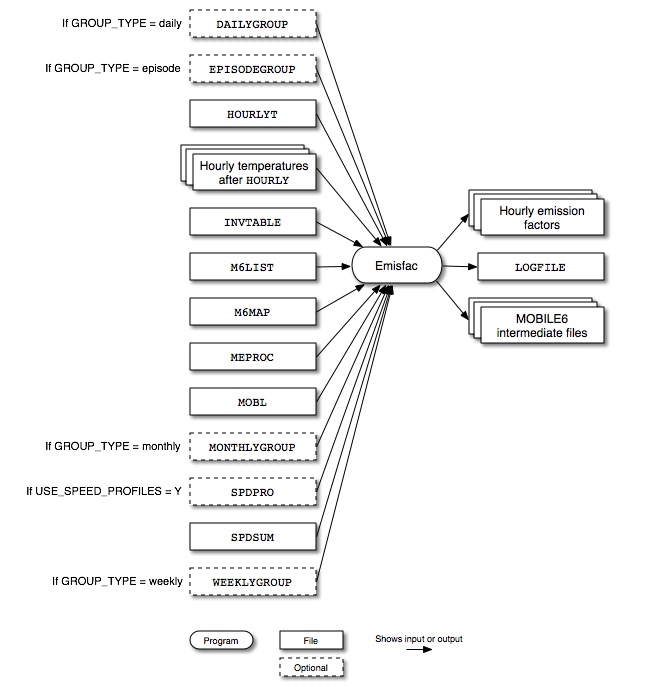 If GROUP_TYPE = daily
DAILYGROUP
If GROUP_TYPE = episode
EPISODEGROUP
HOURLYT
Hourly temperatures
after HOURLY
INVTABLE
M6LIST
M6MAP
MEPROC
MOBL
If GROUP_TYPE = monthly
MONTHLYGROUP
If USE_SPEED_PROFILES = Y
SPDPRO
SPDSUM
If GROUP_TYPE = weekly
WEEKLYGROUP
Emisfac
Hourly emission
factors
LOGFILE
MOBILE6
intermediate files
Program
File
Optional
Shows input or output